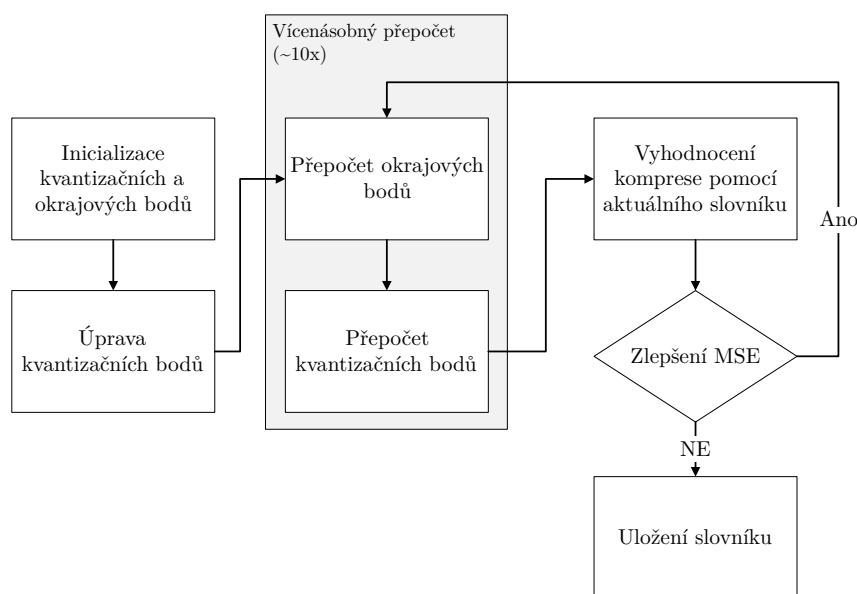 Vícenásobný přepočet
(~10x)
Inicializace
kvantizačních a
okrajových bodů
Přepočet okrajových
bodů
Vyhodnocení
komprese pomocí
aktuálního slovníku
Ano
Úprava
kvantizačních bodů
Přepočet
kvantizačních bodů
Zlepšení MSE
NE
Uložení slovníku